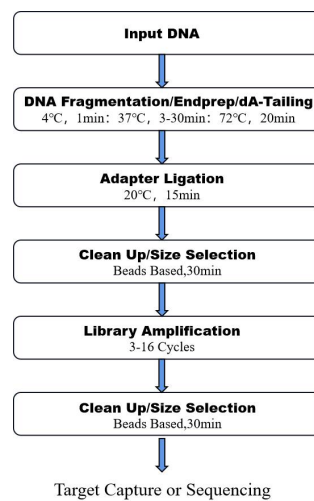 Input DNA
DNA Fragmentation/Endprep/dA-Tailing
4℃，1min：37℃，3-30min：72℃，20min
Adapter Ligation
20℃，15min
Clean Up/Size Selection
Beads Based,30min
Library Amplification
3-16 Cycles
Clean Up/Size Selection
Beads Based,30min
Target Capture or Sequencing